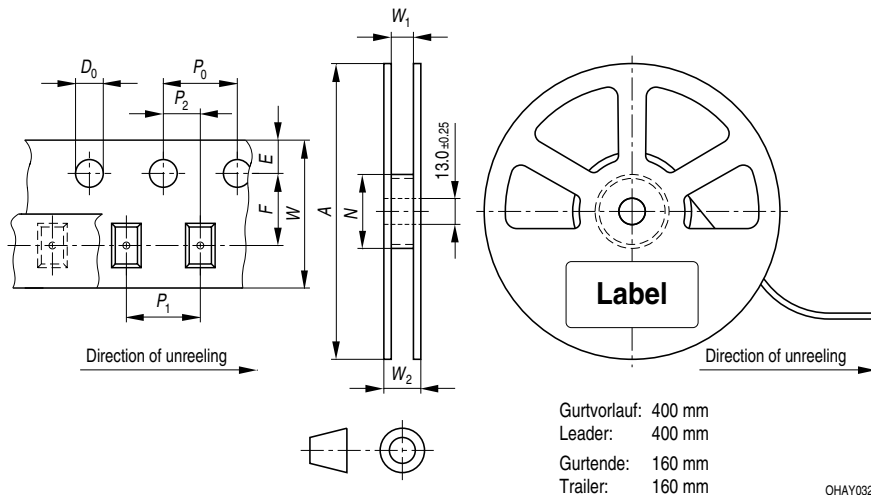 W1
D0
P0
P2
E
F
W
A
N
13.0 ±0.25
P1
W2
Label
Direction of unreeling
Direction of unreeling
Gurtvorlauf: 400 mm
Leader: 400 mm
Gurtende: 160 mm
Trailer: 160 mm